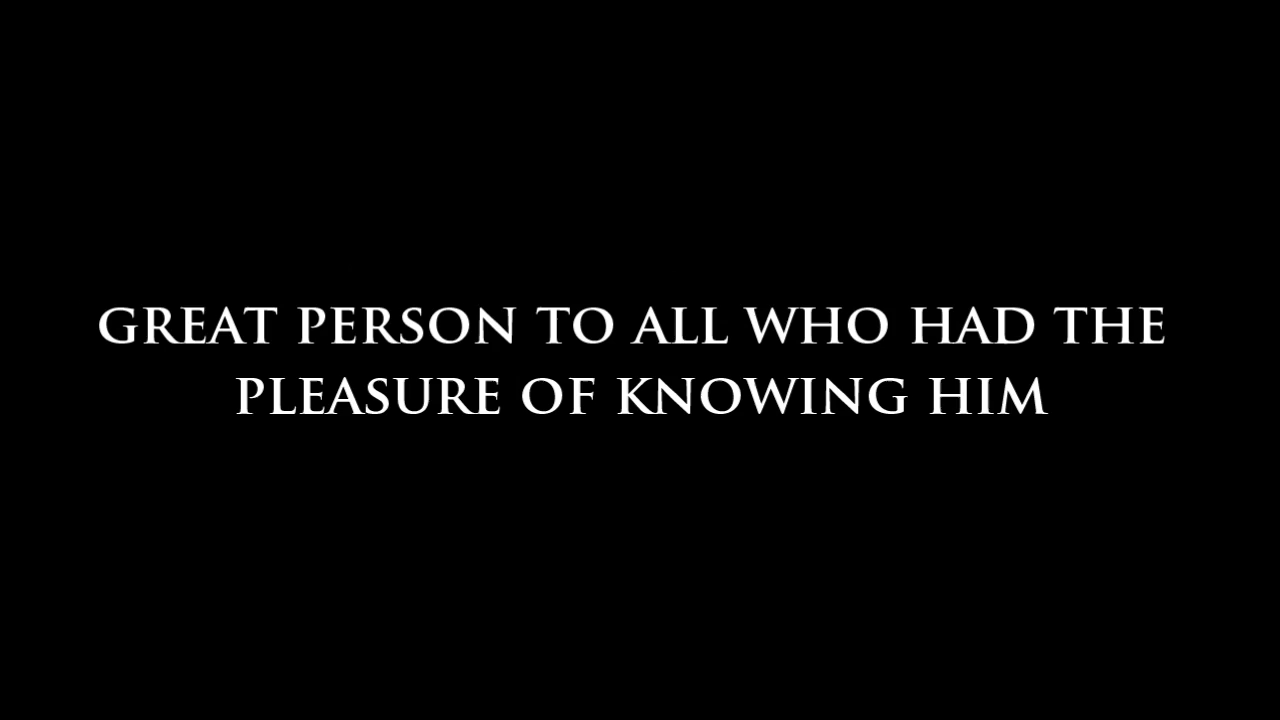 GREAT PERSON TO ALL WHO HAD THE
PLEASURE OF KNOWING HIM